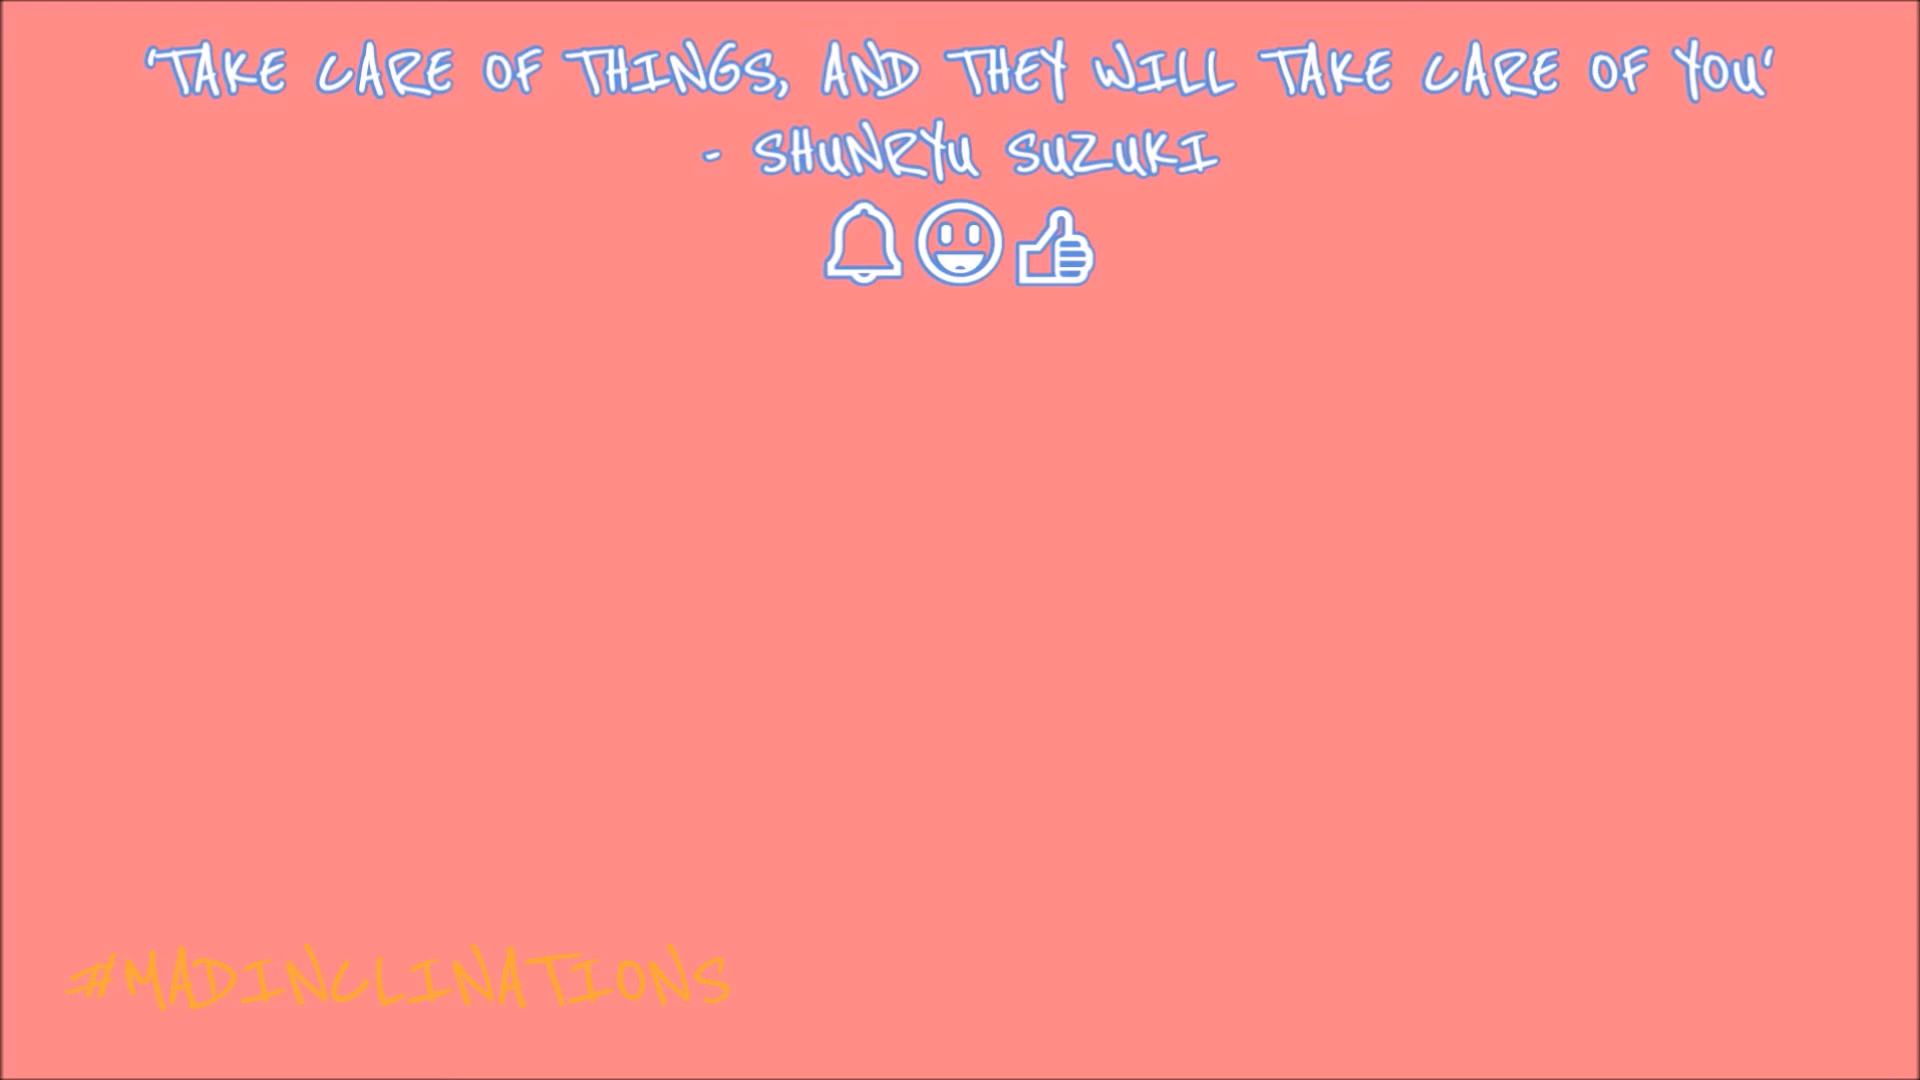 'TAKE CARE OF THINGS, AND THEY WILL TAKE CARE OF YOU'
- SHUNRYU SUZUKI
#MADINCLINATIONS